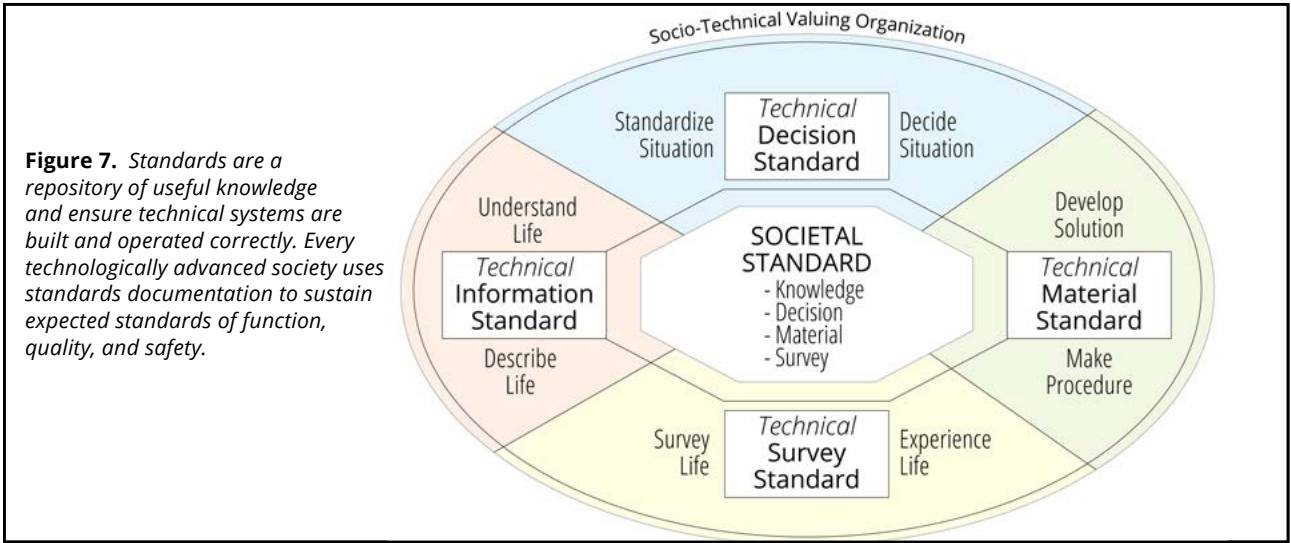 Figure 7. Standards are a
repository of useful knowledge
and ensure technical systems are
built and operated correctly. Every
technologically advanced society uses
standards documentation to sustain
expected standards of function,
quality, and safety.
Socio-Technical Valuing Organization
Standardize
Situation
Technical
Decision
Standard
Decide
Situation
Understand
Life
Technical
Information
Standard
Describe
Life
SOCIETAL
STANDARD
- Knowledge
- Decision
- Material
- Survey
Develop
Solution
Technical
Material
Standard
Make
Procedure
Survey
Life
Technical
Survey
Standard
Experience
Life